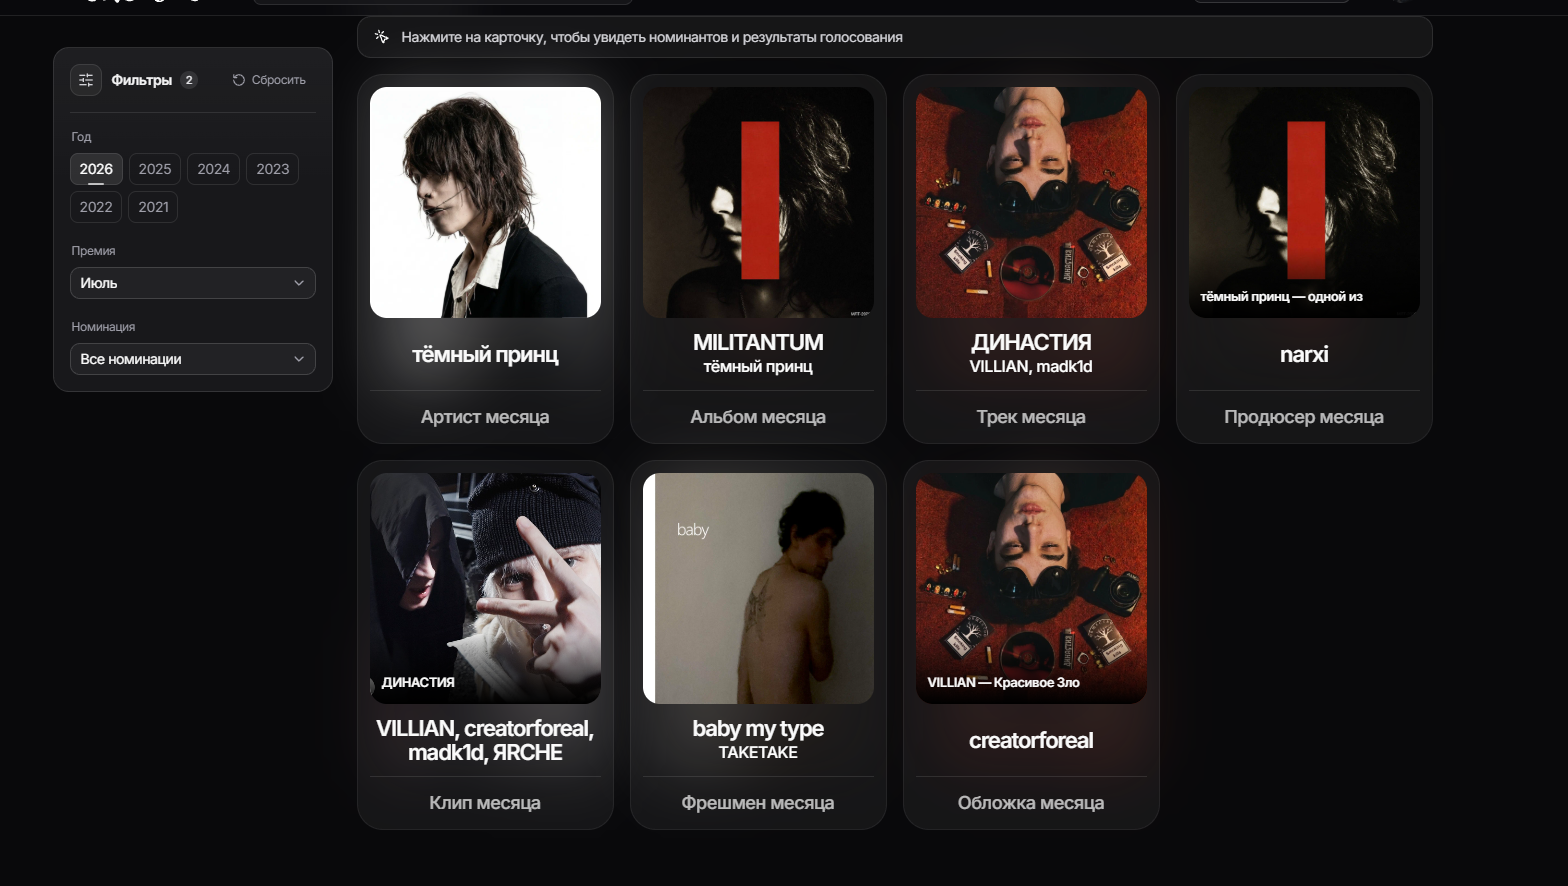 Нажмите на карточку, чтобы увидеть номинантов и результаты голосования
Фильтры 2 Сбросить
Год
2026 2025 2024 2023
2022 2021
Премия
Июль
Номинация
Все номинации
тёмный принц
Артист месяца
MILITANTUM
тёмный принц
Альбом месяца
ДИНАСТИЯ
VILLIAN, madk1d
Трек месяца
тёмный принц — одной из
narxi
Продюсер месяца
ДИНАСТИЯ
VILLIAN, creatorforeal,
madk1d, ЯRCHE
Клип месяца
baby
baby my type
TAKETAKE
Фрешмен месяца
VILLIAN — Красивое Зло
creatorforeal
Обложка месяца